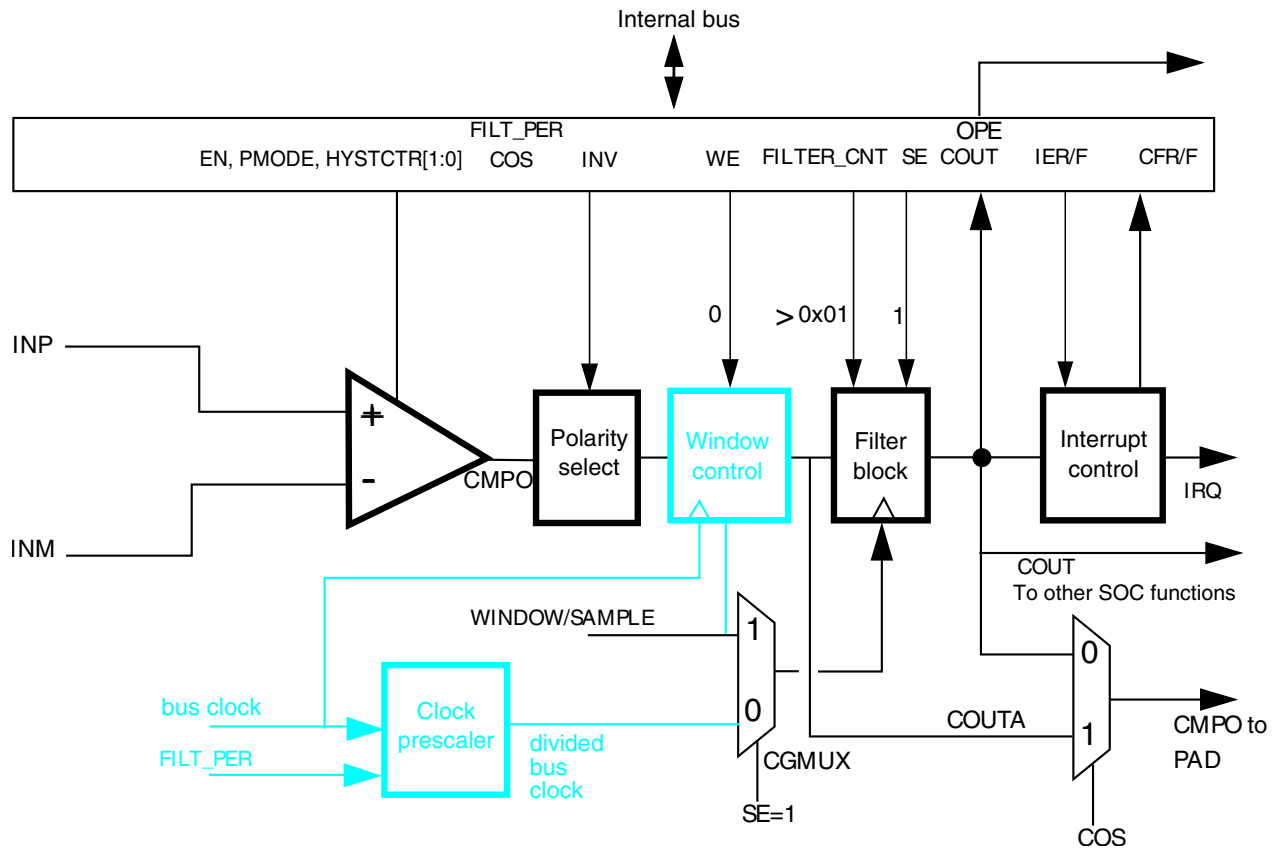 Internal bus
FILT_PER
OPE
EN, PMODE, HYSTCTR[1:0]
COS
INV
WE
FILTER_CNT
SE
COUT
IER/F
CFR/F
0
> 0x01
1
INP
+
-
INM
CMPO
Polarity
select
Window
control
Filter
block
Interrupt
control
IRQ
COUT
To other SOC functions
WINDOW/SAMPLE
1
0
CGMUX
SE=1
bus clock
FILT_PER
Clock
prescaler
divided
bus
clock
COUTA
0
1
CMPO to
PAD
COS